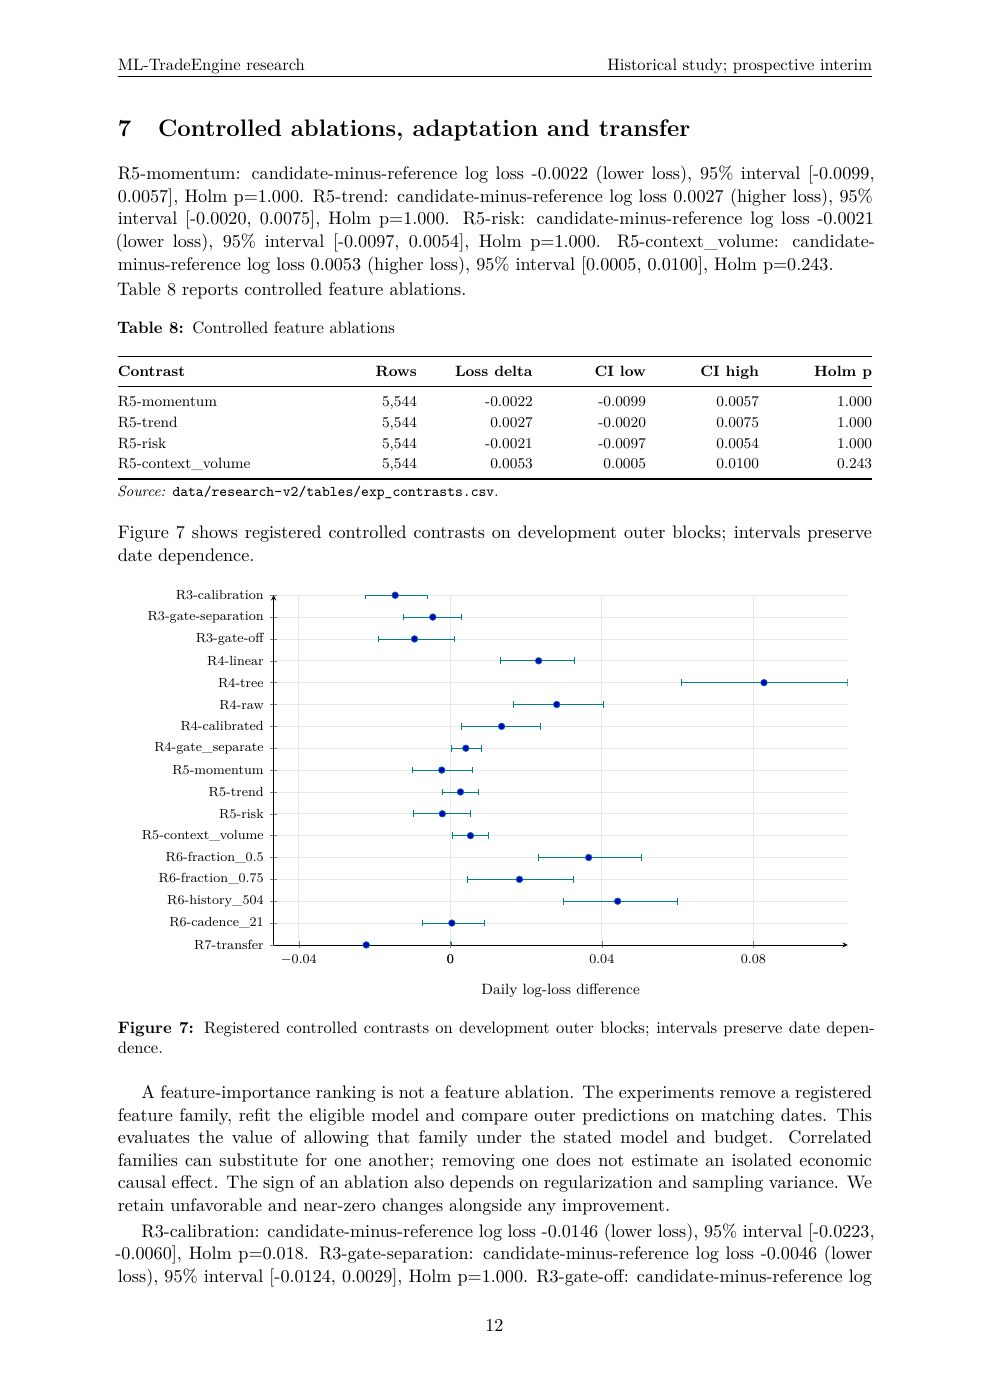 ML-TradeEngine research Historical study; prospective interim
7 Controlled ablations, adaptation and transfer
R5-momentum: candidate-minus-reference log loss -0.0022 (lower loss), 95% interval [-0.0099,
0.0057], Holm p=1.000. R5-trend: candidate-minus-reference log loss 0.0027 (higher loss), 95%
interval [-0.0020, 0.0075], Holm p=1.000. R5-risk: candidate-minus-reference log loss -0.0021
(lower loss), 95% interval [-0.0097, 0.0054], Holm p=1.000. R5-context_volume: candidate-
minus-reference log loss 0.0053 (higher loss), 95% interval [0.0005, 0.0100], Holm p=0.243.
Table 8 reports controlled feature ablations.
Table 8: Controlled feature ablations
Contrast Rows Loss delta CI low CI high Holm p
R5-momentum 5,544 -0.0022 -0.0099 0.0057 1.000
R5-trend 5,544 0.0027 -0.0020 0.0075 1.000
R5-risk 5,544 -0.0021 -0.0097 0.0054 1.000
R5-context_volume 5,544 0.0053 0.0005 0.0100 0.243
Source: data/research-v2/tables/exp_contrasts.csv.
Figure 7 shows registered controlled contrasts on development outer blocks; intervals preserve
date dependence.
R3-calibration
R3-gate-separation
R3-gate-off
R4-linear
R4-tree
R4-raw
R4-calibrated
R4-gate_separate
R5-momentum
R5-trend
R5-risk
R5-context_volume
R6-fraction_0.5
R6-fraction_0.75
R6-history_504
R6-cadence_21
R7-transfer
−0.04 0 0.04 0.08
Daily log-loss difference
Figure 7: Registered controlled contrasts on development outer blocks; intervals preserve date depen-
dence.
A feature-importance ranking is not a feature ablation. The experiments remove a registered
feature family, refit the eligible model and compare outer predictions on matching dates. This
evaluates the value of allowing that family under the stated model and budget. Correlated
families can substitute for one another; removing one does not estimate an isolated economic
causal effect. The sign of an ablation also depends on regularization and sampling variance. We
retain unfavorable and near-zero changes alongside any improvement.
R3-calibration: candidate-minus-reference log loss -0.0146 (lower loss), 95% interval [-0.0223,
-0.0060], Holm p=0.018. R3-gate-separation: candidate-minus-reference log loss -0.0046 (lower
loss), 95% interval [-0.0124, 0.0029], Holm p=1.000. R3-gate-off: candidate-minus-reference log
12